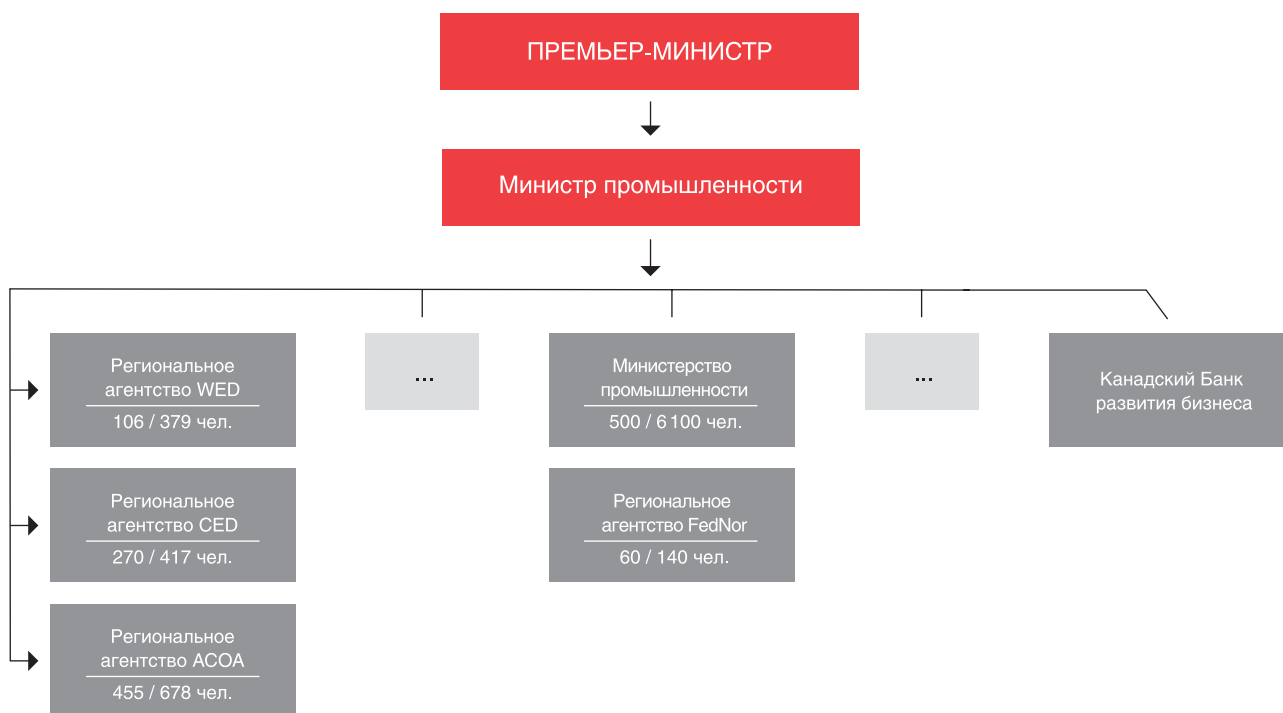 ПРЕМЬЕР-МИНИСТР
Министр промышленности
Региональное
агентство WED
106 / 379 чел.
...
Министерство
промышленности
500 / 6 100 чел.
...
Канадский Банк
развития бизнеса
Региональное
агентство CED
270 / 417 чел.
Региональное
агентство FedNor
60 / 140 чел.
Региональное
агентство ACOA
455 / 678 чел.